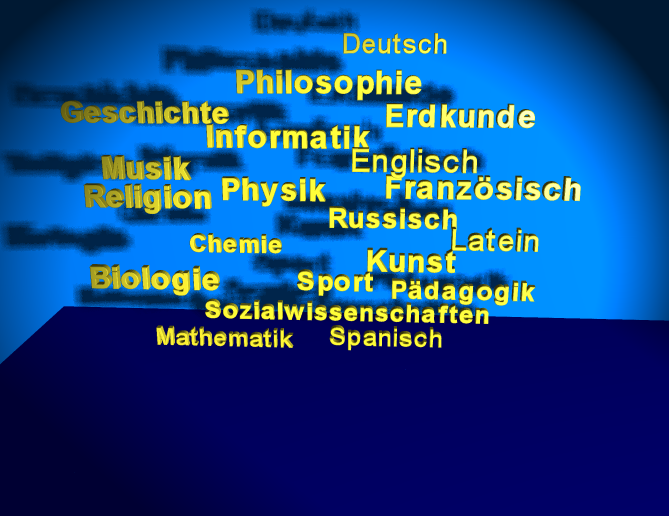 Deutsch
Philosophie
Geschichte
Erdkunde
Informatik
Englisch
Musik
Religion
Physik
Französisch
Russisch
Latein
Chemie
Kunst
Biologie
Sport
Pädagogik
Sozialwissenschaften
Mathematik
Spanisch